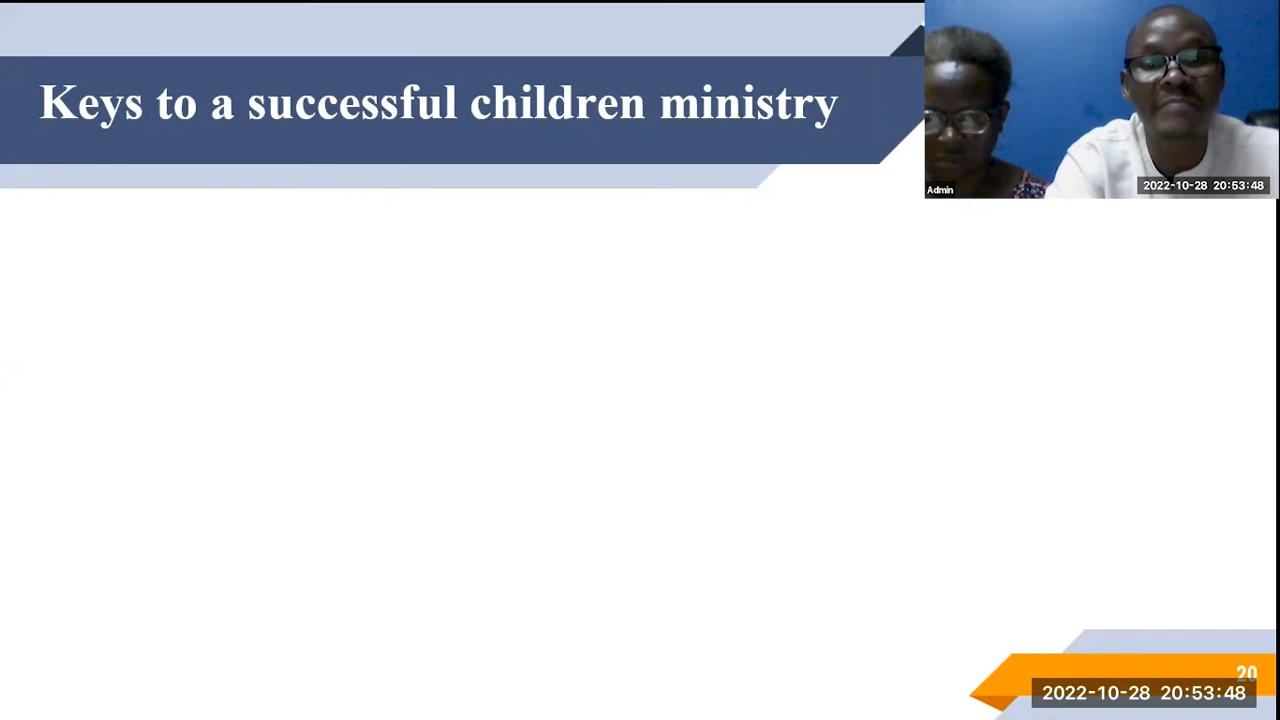 Keys to a successful children ministry
Admin
2022-10-28 20:53:48
20
2022-10-28 20:53:48